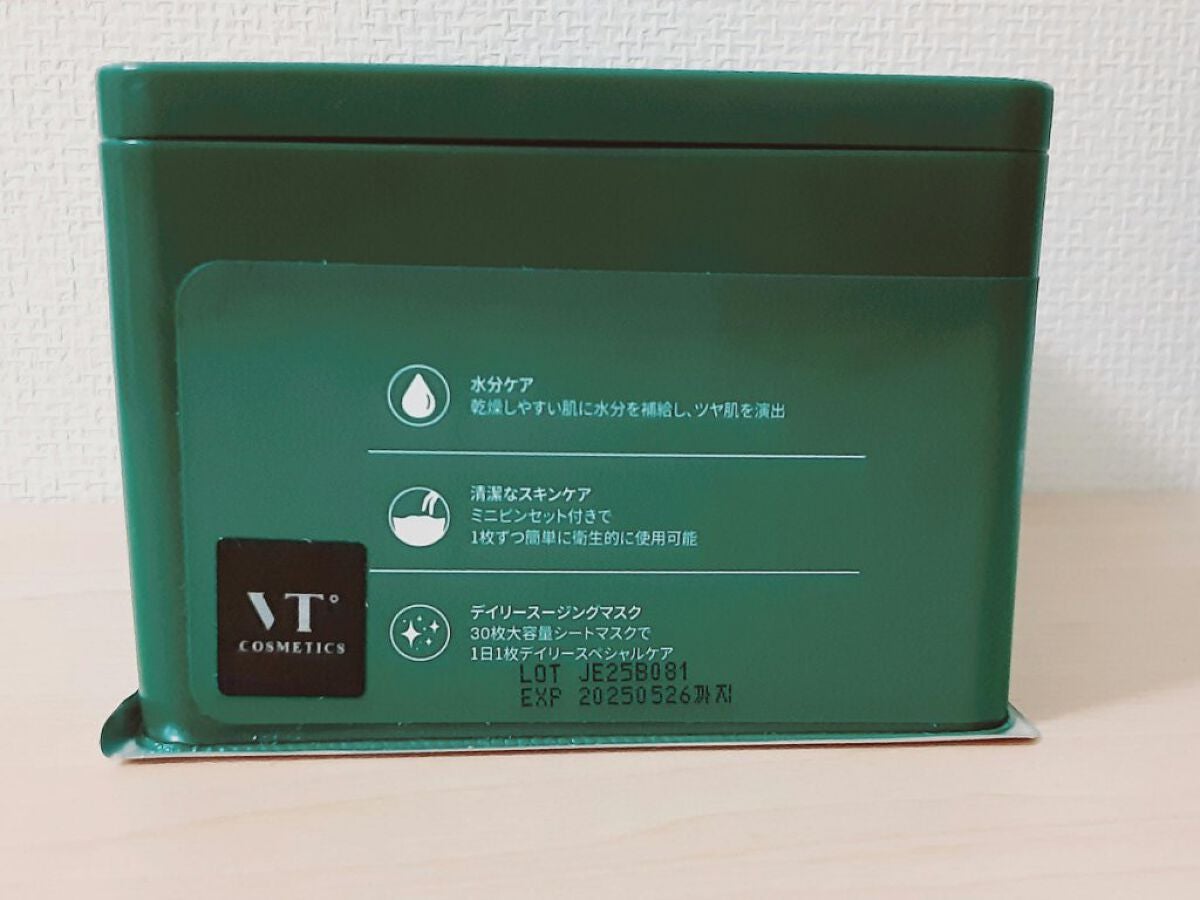 水分ケア
乾燥しやすい肌に水分を補給し、ツヤ肌を演出
清潔なスキンケア
ミニピンセット付きで
1枚ずつ簡単に衛生的に使用可能
VT
COSMETICS
デイリースージングマスク
30枚大容量シートマスクで
1日1枚デイリースペシャルケア
LOT JE25B081
EXP 20250526까지